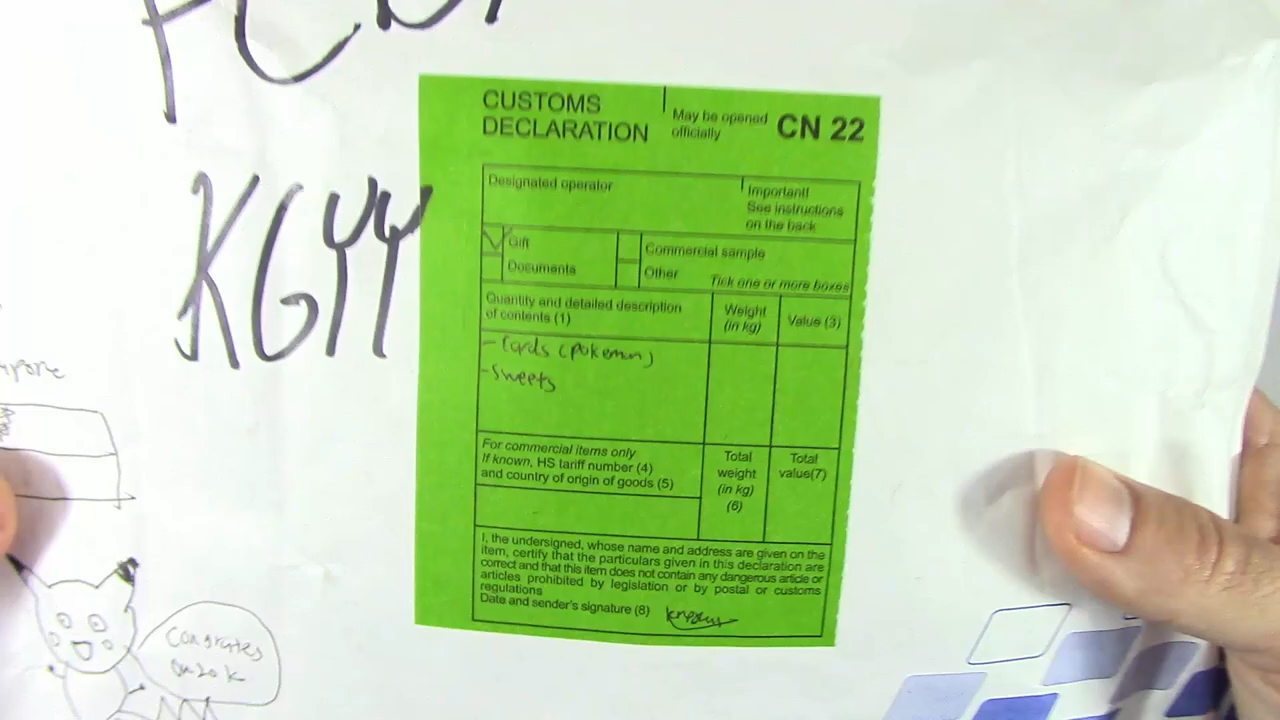 KGYY
CUSTOMS
DECLARATION
May be opened
officially
CN 22
Designated operator
Important!
See instructions
on the back
Gift
Commercial sample
Documents
Other
Tick one or more boxes
Quantity and detailed description
of contents (1)
Weight
(in kg)
Value (3)
- Cards (pokemon)
- Sweets
For commercial items only
If known, HS tariff number (4)
and country of origin of goods (5)
Total
weight
(in kg)
(6)
Total
value(7)
I, the undersigned, whose name and address are given on the
item, certify that the particulars given in this declaration are
correct and that this item does not contain any dangerous article or
articles prohibited by legislation or by postal or customs
regulations
Date and sender's signature (8)
Congrates
on 20k